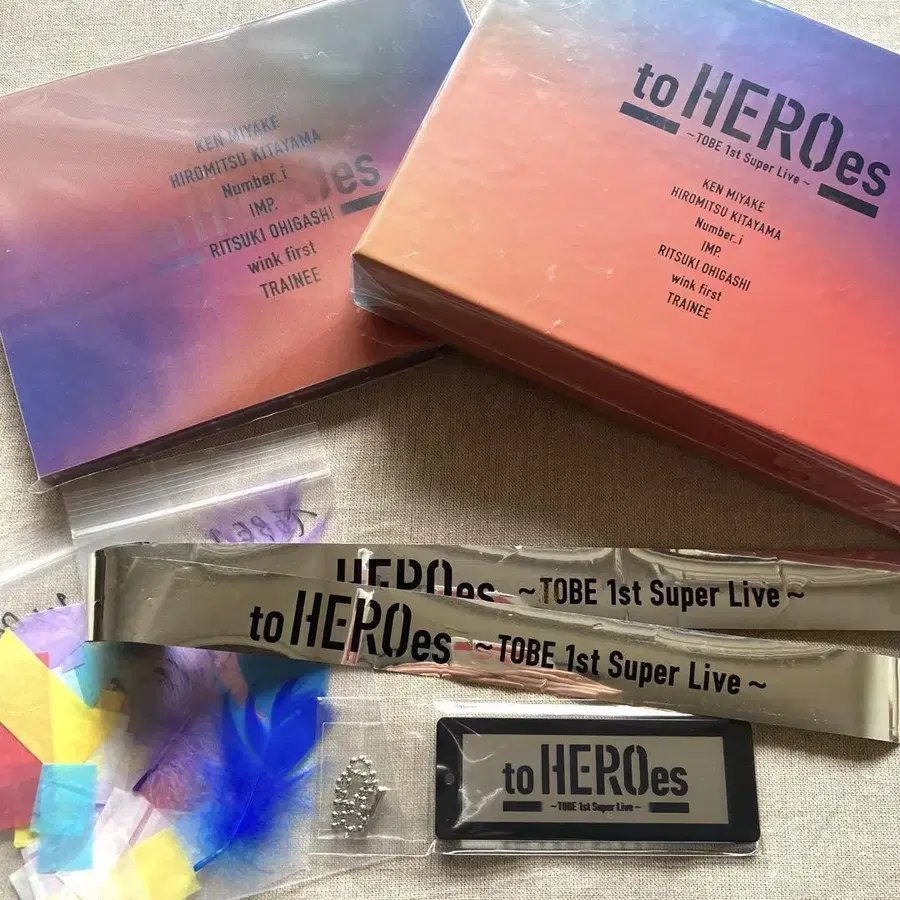 KEN MIYAKE
HIROMITSU KITAYAMA
Number_i
IMP.
RITSUKI OHIGASHI
wink first
TRAINEE
to HEROes
to HEROes
~TOBE 1st Super Live~
KEN MIYAKE
HIROMITSU KITAYAMA
Number_i
IMP.
RITSUKI OHIGASHI
wink first
TRAINEE
HEROes ~TOBE 1st Super Live~
to HEROes ~TOBE 1st Super Live~
to HEROes
~TOBE 1st Super Live~